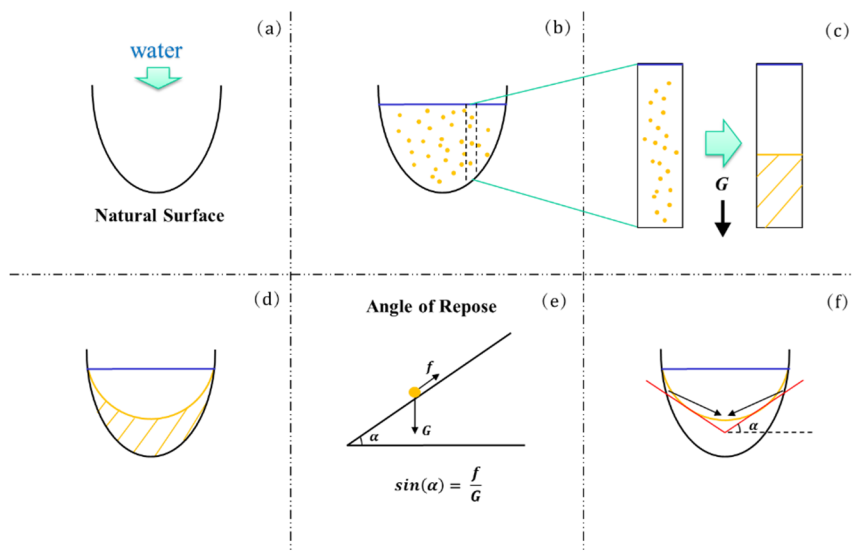 (a)
water
Natural Surface
(b)
(c)
G
(d)
Angle of Repose
(e)
f
G
α
sin(α) = f/G
(f)
α